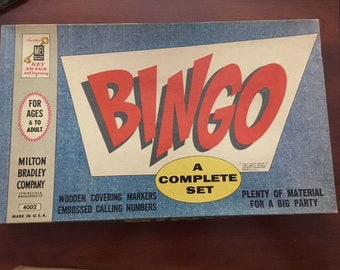 MB
KEY
TO FUN
and learning
FOR
AGES
6 TO
ADULT
MILTON
BRADLEY
COMPANY
SPRINGFIELD
MASSACHUSETTS
4002
MADE IN U.S.A.
BINGO
A
COMPLETE
SET
WOODEN COVERING MARKERS
EMBOSSED CALLING NUMBERS
PLENTY OF MATERIAL
FOR A BIG PARTY